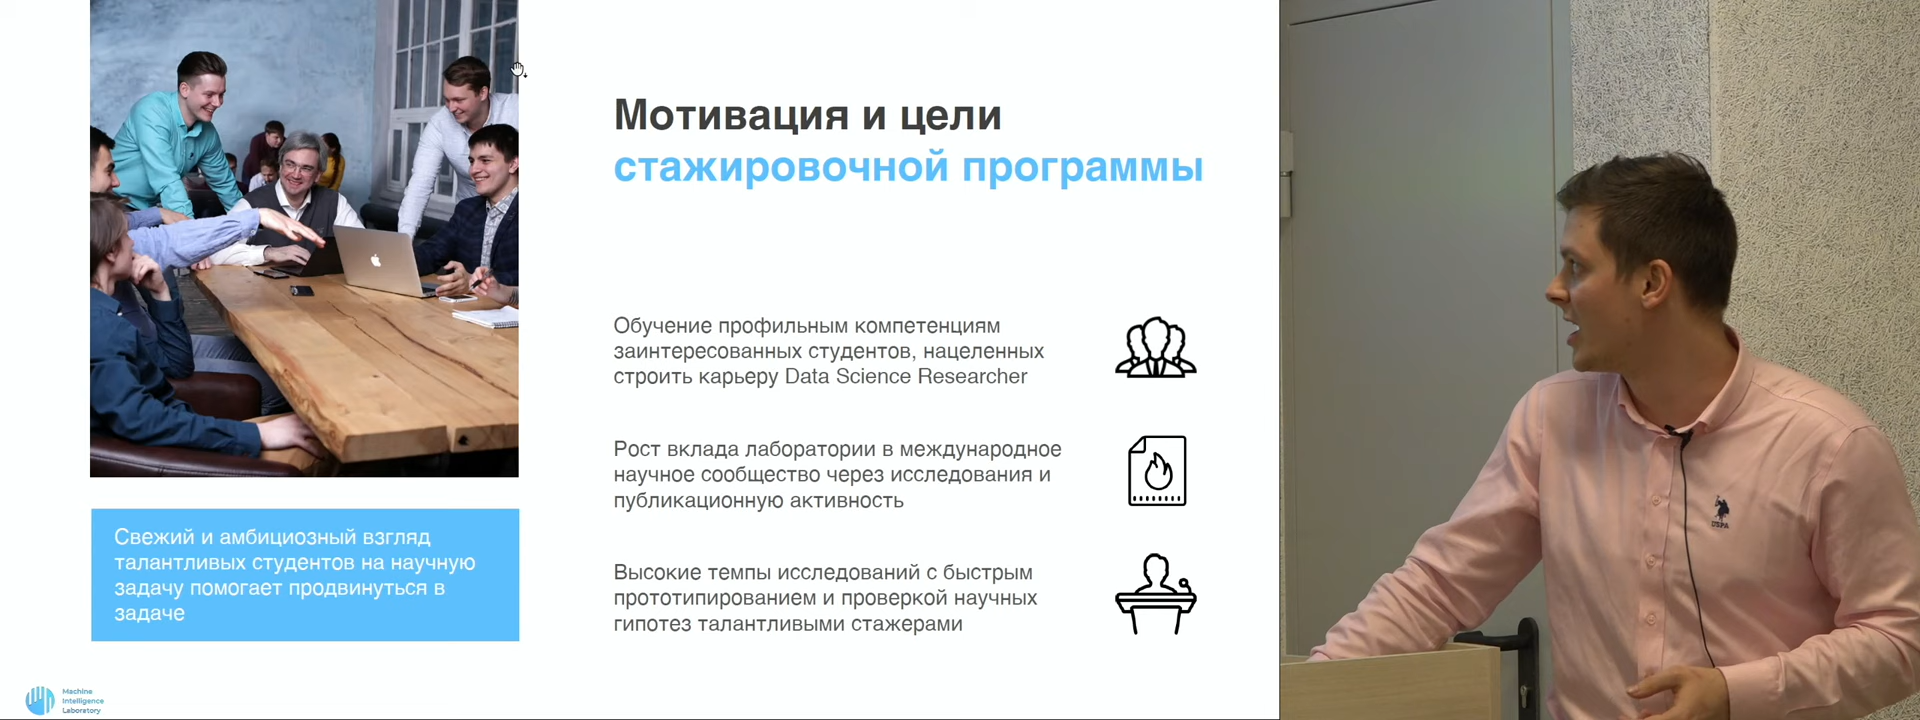 Мотивация и цели
стажировочной программы
Обучение профильным компетенциям
заинтересованных студентов, нацеленных
строить карьеру Data Science Researcher
Рост вклада лаборатории в международное
научное сообщество через исследования и
публикационную активность
Высокие темпы исследований с быстрым
прототипированием и проверкой научных
гипотез талантливыми стажерами
Свежий и амбициозный взгляд
талантливых студентов на научную
задачу помогает продвинуться в
задаче
Machine
Intelligence
Laboratory
USPA